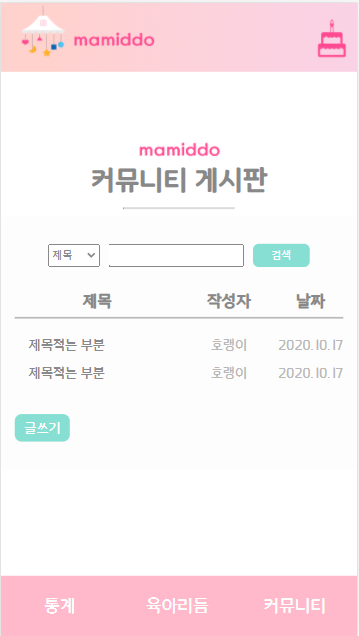 mamiddo
mamiddo
커뮤니티 게시판
제목 검색
제목 작성자 날짜
제목적는 부분 호랭이 2020.10.17
제목적는 부분 호랭이 2020.10.17
글쓰기
통계 육아리듬 커뮤니티